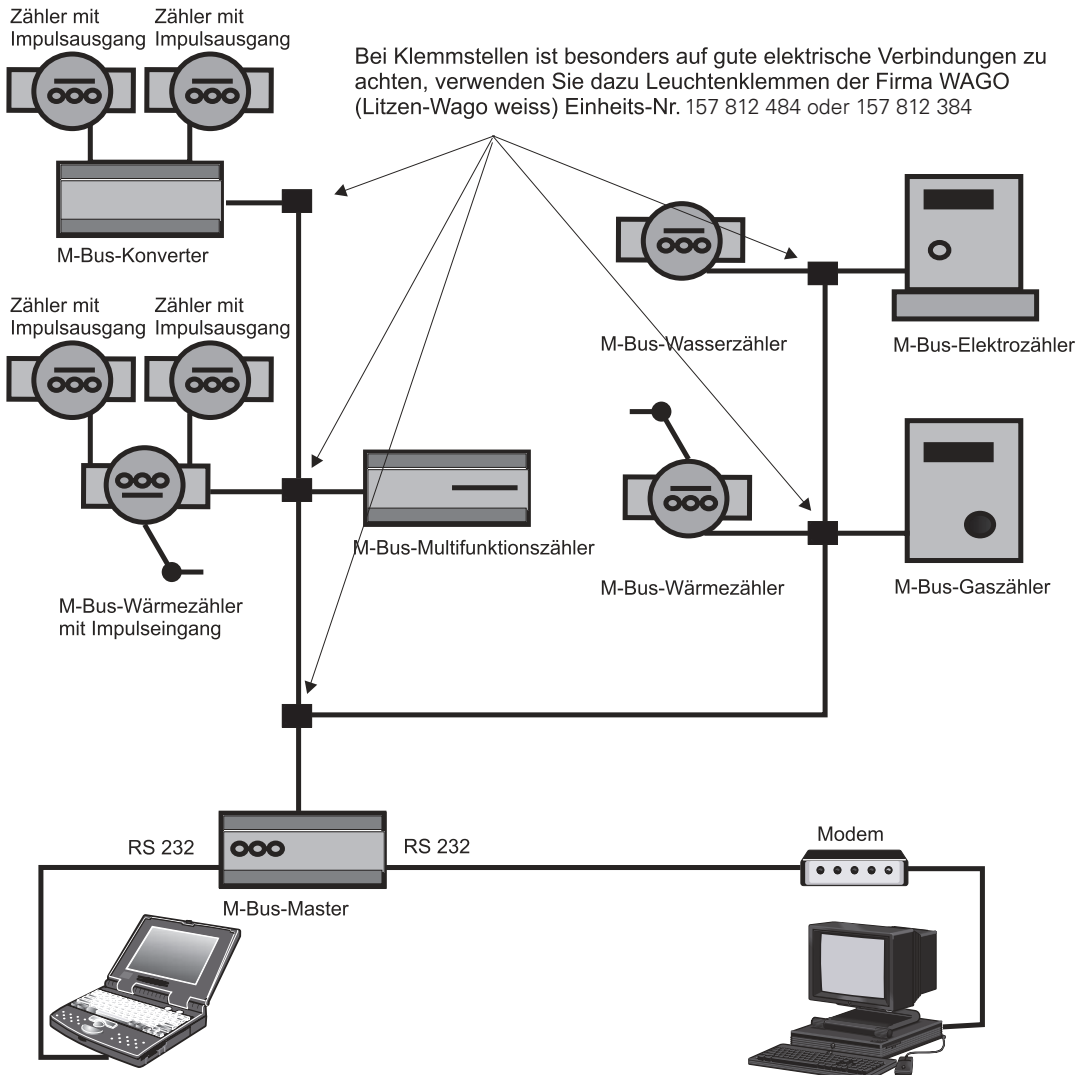 Zähler mit
Impulsausgang
Zähler mit
Impulsausgang
Bei Klemmstellen ist besonders auf gute elektrische Verbindungen zu
achten, verwenden Sie dazu Leuchtenklemmen der Firma WAGO
(Litzen-Wago weiss) Einheits-Nr. 157 812 484 oder 157 812 384
M-Bus-Konverter
Zähler mit
Impulsausgang
Zähler mit
Impulsausgang
M-Bus-Wasserzähler
M-Bus-Elektrozähler
M-Bus-Multifunktionszähler
M-Bus-Wärmezähler
mit Impulseingang
M-Bus-Wärmezähler
M-Bus-Gaszähler
RS 232
RS 232
M-Bus-Master
Modem